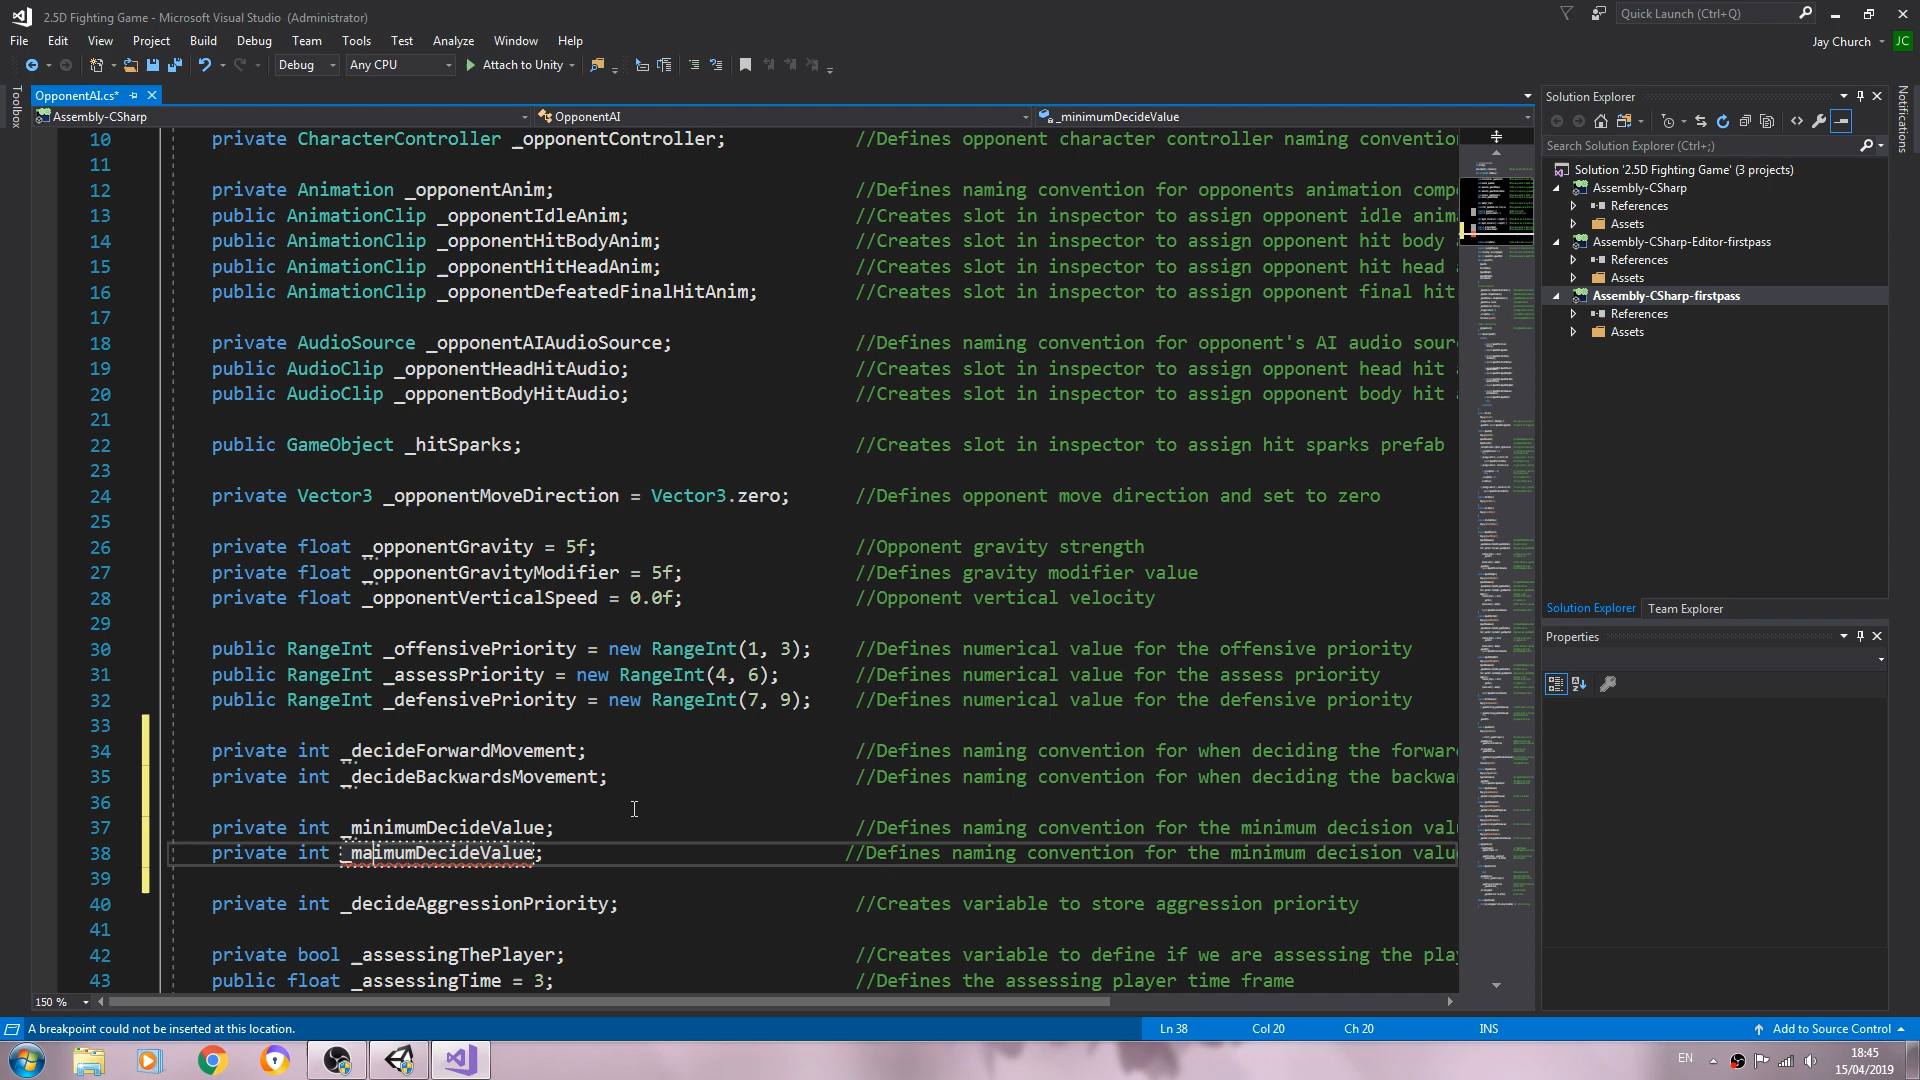 2.5D Fighting Game - Microsoft Visual Studio (Administrator)
Quick Launch (Ctrl+Q)
File Edit View Project Build Debug Team Tools Test Analyze Window Help
Jay Church JC
Debug Any CPU Attach to Unity
Toolbox
OpponentAI.cs*
Assembly-CSharp OpponentAI _minimumDecideValue
10 private CharacterController _opponentController; //Defines opponent character controller naming convention
11
12 private Animation _opponentAnim; //Defines naming convention for opponents animation comp
13 public AnimationClip _opponentIdleAnim; //Creates slot in inspector to assign opponent idle anim
14 public AnimationClip _opponentHitBodyAnim; //Creates slot in inspector to assign opponent hit body
15 public AnimationClip _opponentHitHeadAnim; //Creates slot in inspector to assign opponent hit head
16 public AnimationClip _opponentDefeatedFinalHitAnim; //Creates slot in inspector to assign opponent final hit
17
18 private AudioSource _opponentAIAudioSource; //Defines naming convention for opponent's AI audio sour
19 public AudioClip _opponentHeadHitAudio; //Creates slot in inspector to assign opponent head hit
20 public AudioClip _opponentBodyHitAudio; //Creates slot in inspector to assign opponent body hit
21
22 public GameObject _hitSparks; //Creates slot in inspector to assign hit sparks prefab
23
24 private Vector3 _opponentMoveDirection = Vector3.zero; //Defines opponent move direction and set to zero
25
26 private float _opponentGravity = 5f; //Opponent gravity strength
27 private float _opponentGravityModifier = 5f; //Defines gravity modifier value
28 private float _opponentVerticalSpeed = 0.0f; //Opponent vertical velocity
29
30 public RangeInt _offensivePriority = new RangeInt(1, 3); //Defines numerical value for the offensive priority
31 public RangeInt _assessPriority = new RangeInt(4, 6); //Defines numerical value for the assess priority
32 public RangeInt _defensivePriority = new RangeInt(7, 9); //Defines numerical value for the defensive priority
33
34 private int _decideForwardMovement; //Defines naming convention for when deciding the forwar
35 private int _decideBackwardsMovement; //Defines naming convention for when deciding the backwa
36
37 private int _minimumDecideValue; //Defines naming convention for the minimum decision val
38 private int _maimumDecideValue; //Defines naming convention for the minimum decision valu
39
40 private int _decideAggressionPriority; //Creates variable to store aggression priority
41
42 private bool _assessingThePlayer; //Creates variable to define if we are assessing the pla
43 public float _assessingTime = 3; //Defines the assessing player time frame
150 %
Solution Explorer
Search Solution Explorer (Ctrl+;)
Solution '2.5D Fighting Game' (3 projects)
Assembly-CSharp
References
Assets
Assembly-CSharp-Editor-firstpass
References
Assets
Assembly-CSharp-firstpass
References
Assets
Solution Explorer Team Explorer
Properties
Notifications
A breakpoint could not be inserted at this location. Ln 38 Col 20 Ch 20 INS Add to Source Control
EN 18:45
15/04/2019